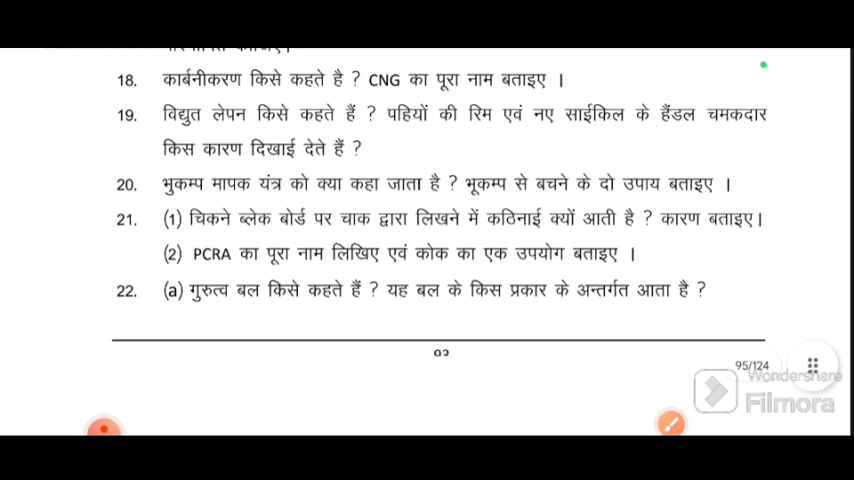 18. कार्बनीकरण किसे कहते है ? CNG का पूरा नाम बताइए ।
19. विद्युत लेपन किसे कहते हैं ? पहियों की रिम एवं नए साईकिल के हैंडल चमकदार
किस कारण दिखाई देते हैं ?
20. भुकम्प मापक यंत्र को क्या कहा जाता है ? भूकम्प से बचने के दो उपाय बताइए ।
21. (1) चिकने ब्लेक बोर्ड पर चाक द्वारा लिखने में कठिनाई क्यों आती है ? कारण बताइए।
(2) PCRA का पूरा नाम लिखिए एवं कोक का एक उपयोग बताइए ।
22. (a) गुरुत्व बल किसे कहते हैं ? यह बल के किस प्रकार के अन्तर्गत आता है ?
95/124
Wondershare
Filmora